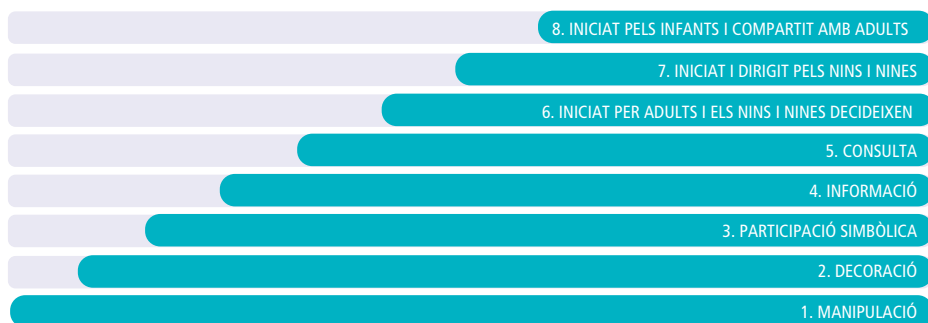 8. INICIAT PELS INFANTS I COMPARTIT AMB ADULTS
7. INICIAT I DIRIGIT PELS NINS I NINES
6. INICIAT PER ADULTS I ELS NINS I NINES DECIDEIXEN
5. CONSULTA
4. INFORMACIÓ
3. PARTICIPACIÓ SIMBÒLICA
2. DECORACIÓ
1. MANIPULACIÓ